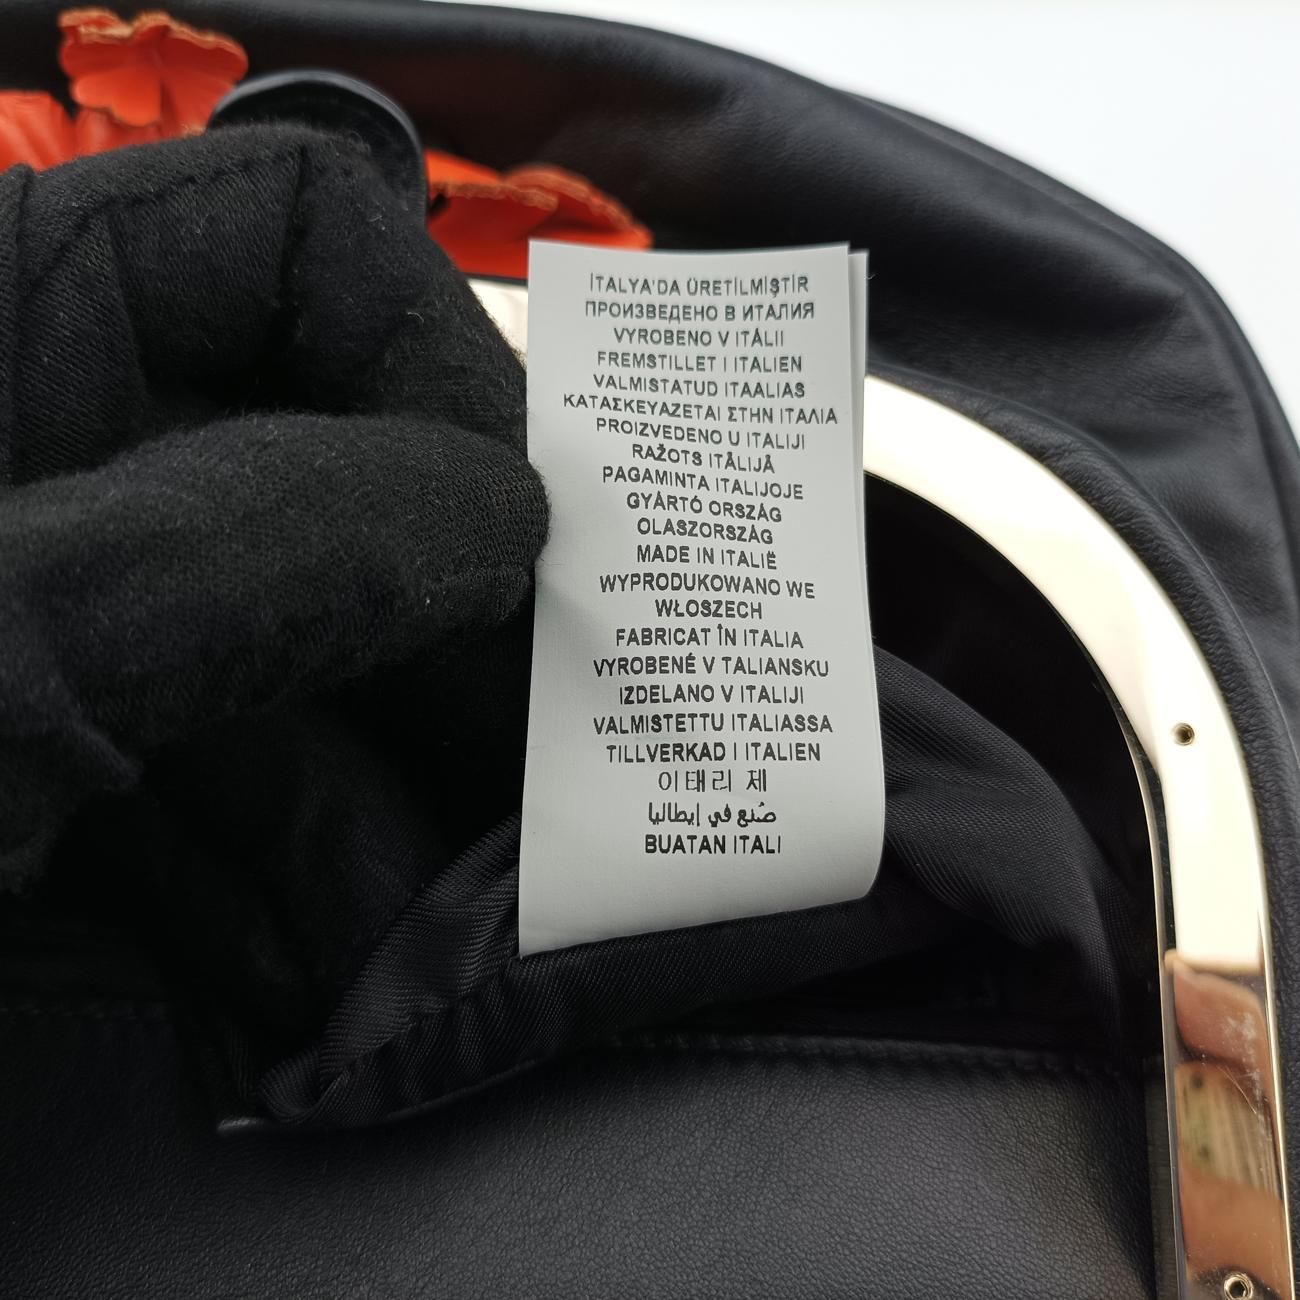 İTALYA'DA ÜRETİLMİŞTİR
ПРОИЗВЕДЕНО В ИТАЛИЯ
VYROBENO V ITÁLII
FREMSTILLET I ITALIEN
VALMISTATUD ITAALIAS
ΚΑΤΑΣΚΕΥΑΖΕΤΑΙ ΣΤΗΝ ΙΤΑΛΙΑ
PROIZVEDENO U ITALIJI
RAŽOTS ITĀLIJĀ
PAGAMINTA ITALIJOJE
GYÁRTÓ ORSZÁG
OLASZORSZÁG
MADE IN ITALIË
WYPRODUKOWANO WE
WŁOSZECH
FABRICAT ÎN ITALIA
VYROBENÉ V TALIANSKU
IZDELANO V ITALIJI
VALMISTETTU ITALIASSA
TILLVERKAD I ITALIEN
이태리 제
صُنع في إيطاليا
BUATAN ITALI